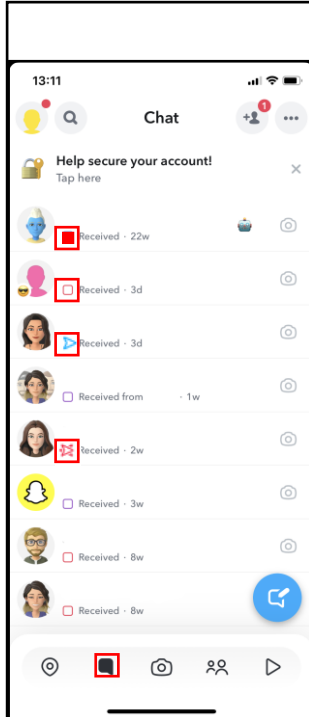 13:11
Chat
+
1
Help secure your account!
Tap here
Received · 22w
Received · 3d
Received · 3d
Received from · 1w
Received · 2w
Received · 3w
Received · 8w
Received · 8w